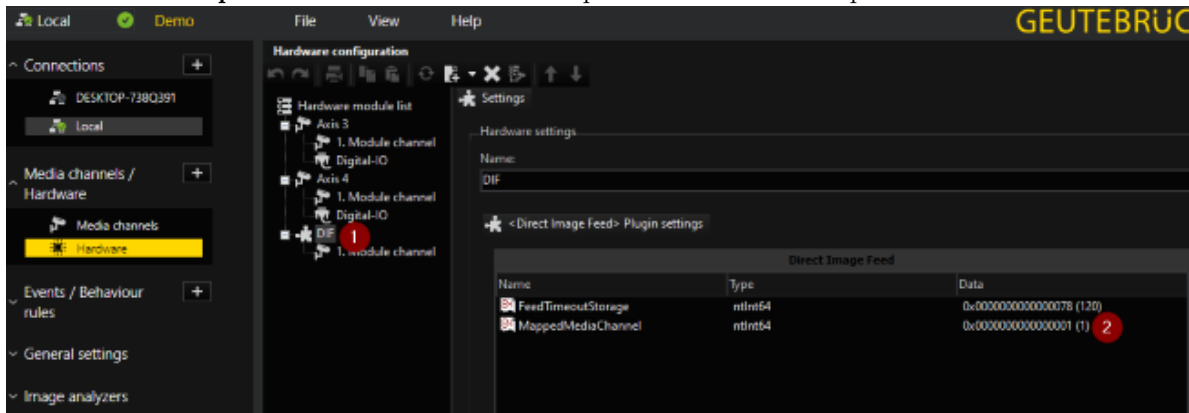 Local Demo File View Help GEUTEBRÜC
Connections +
DESKTOP-738Q391
Local
Media channels / Hardware +
Media channels
Hardware
Events / Behaviour rules +
General settings
Image analyzers
Hardware configuration
Hardware module list
Axis 3
1. Module channel
Digital-IO
Axis 4
1. Module channel
Digital-IO
DIF 1
1. Module channel
Settings
Hardware settings
Name:
DIF
<Direct Image Feed> Plugin settings
Direct Image Feed
Name Type Data
FeedTimeoutStorage ntInt64 0x0000000000000078 (120)
MappedMediaChannel ntInt64 0x0000000000000001 (1) 2